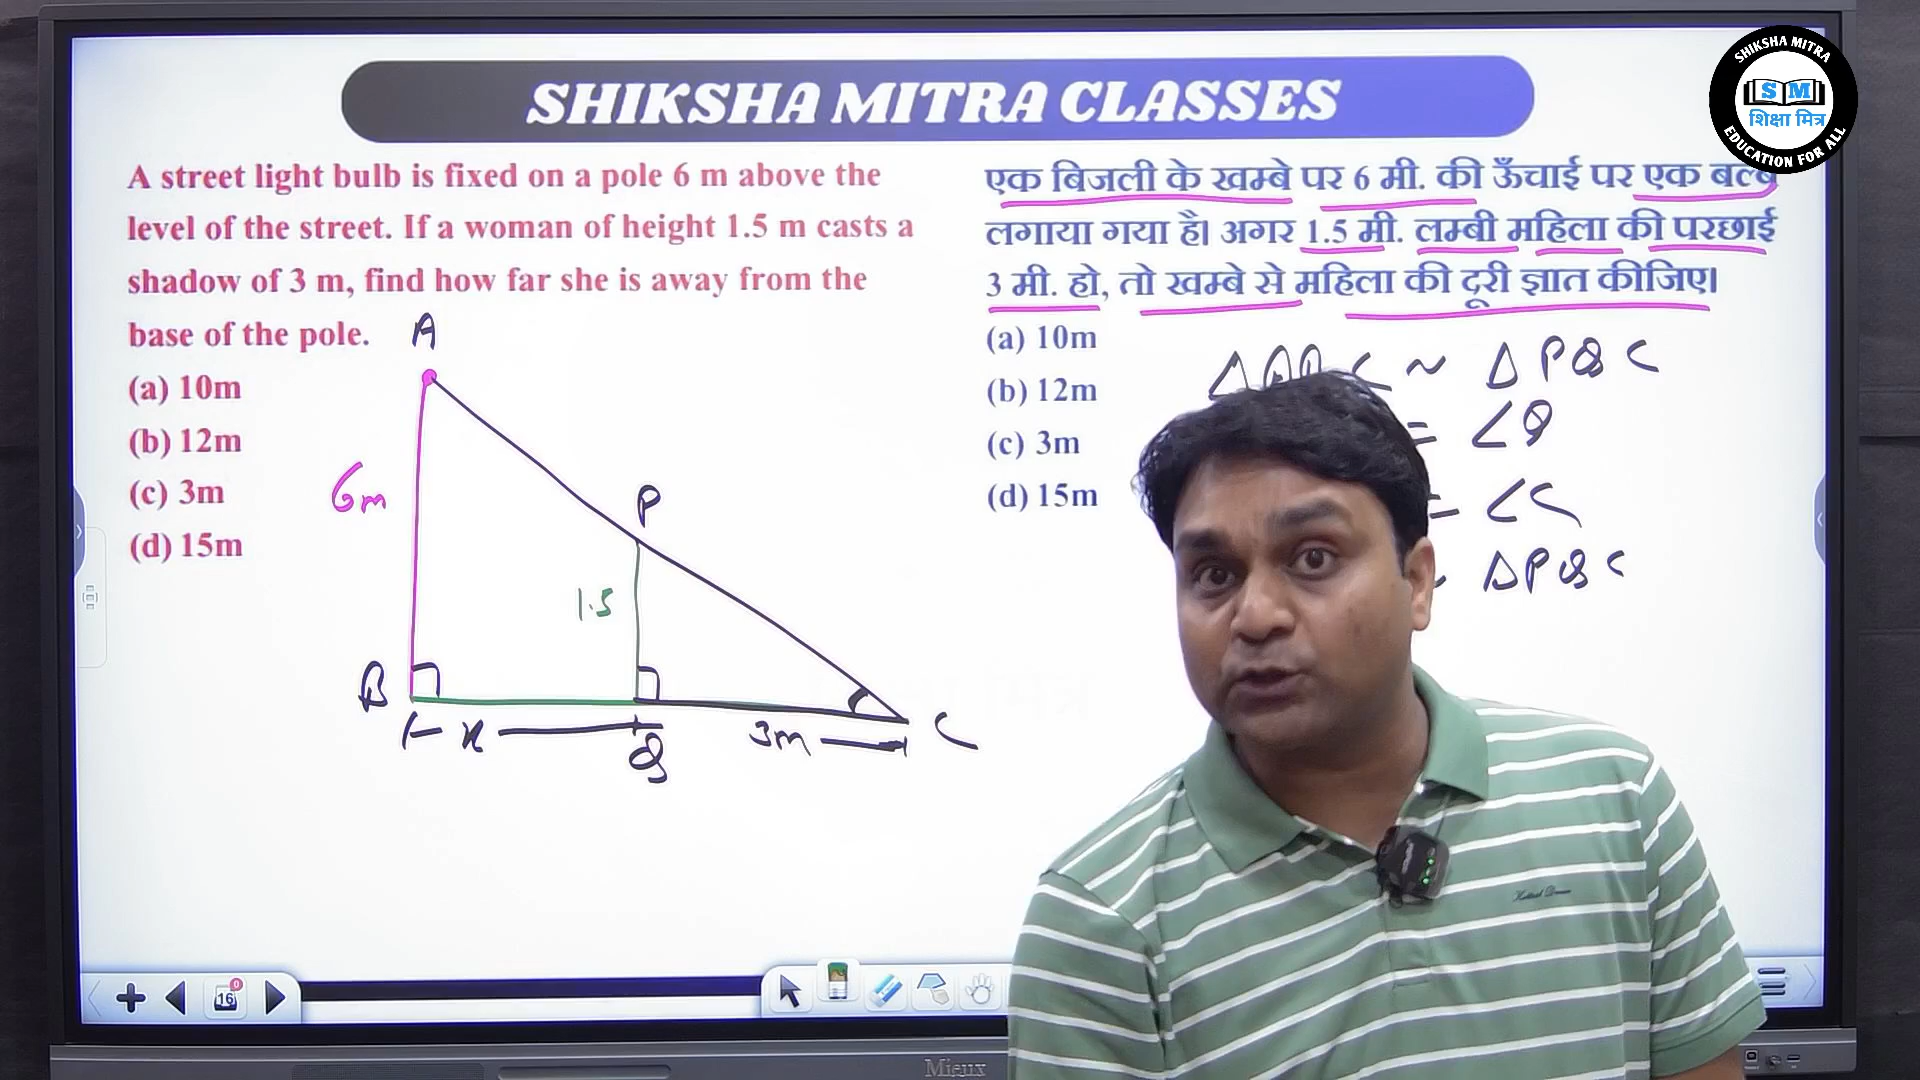 SHIKSHA MITRA CLASSES
SHIKSHA MITRA
SM
शिक्षा मित्र
EDUCATION FOR ALL
A street light bulb is fixed on a pole 6 m above the
level of the street. If a woman of height 1.5 m casts a
shadow of 3 m, find how far she is away from the
base of the pole.
(a) 10m
(b) 12m
(c) 3m
(d) 15m
एक बिजली के खम्बे पर 6 मी. की ऊँचाई पर एक बल्ब
लगाया गया है। अगर 1.5 मी. लम्बी महिला की परछाई
3 मी. हो, तो खम्बे से महिला की दूरी ज्ञात कीजिए।
(a) 10m
(b) 12m
(c) 3m
(d) 15m
A
6m
P
1.5
B
x
Q
3m
C
~ Δ P Q C
= ∠Q
= ∠C
Δ P Q C
16
0
Mieux